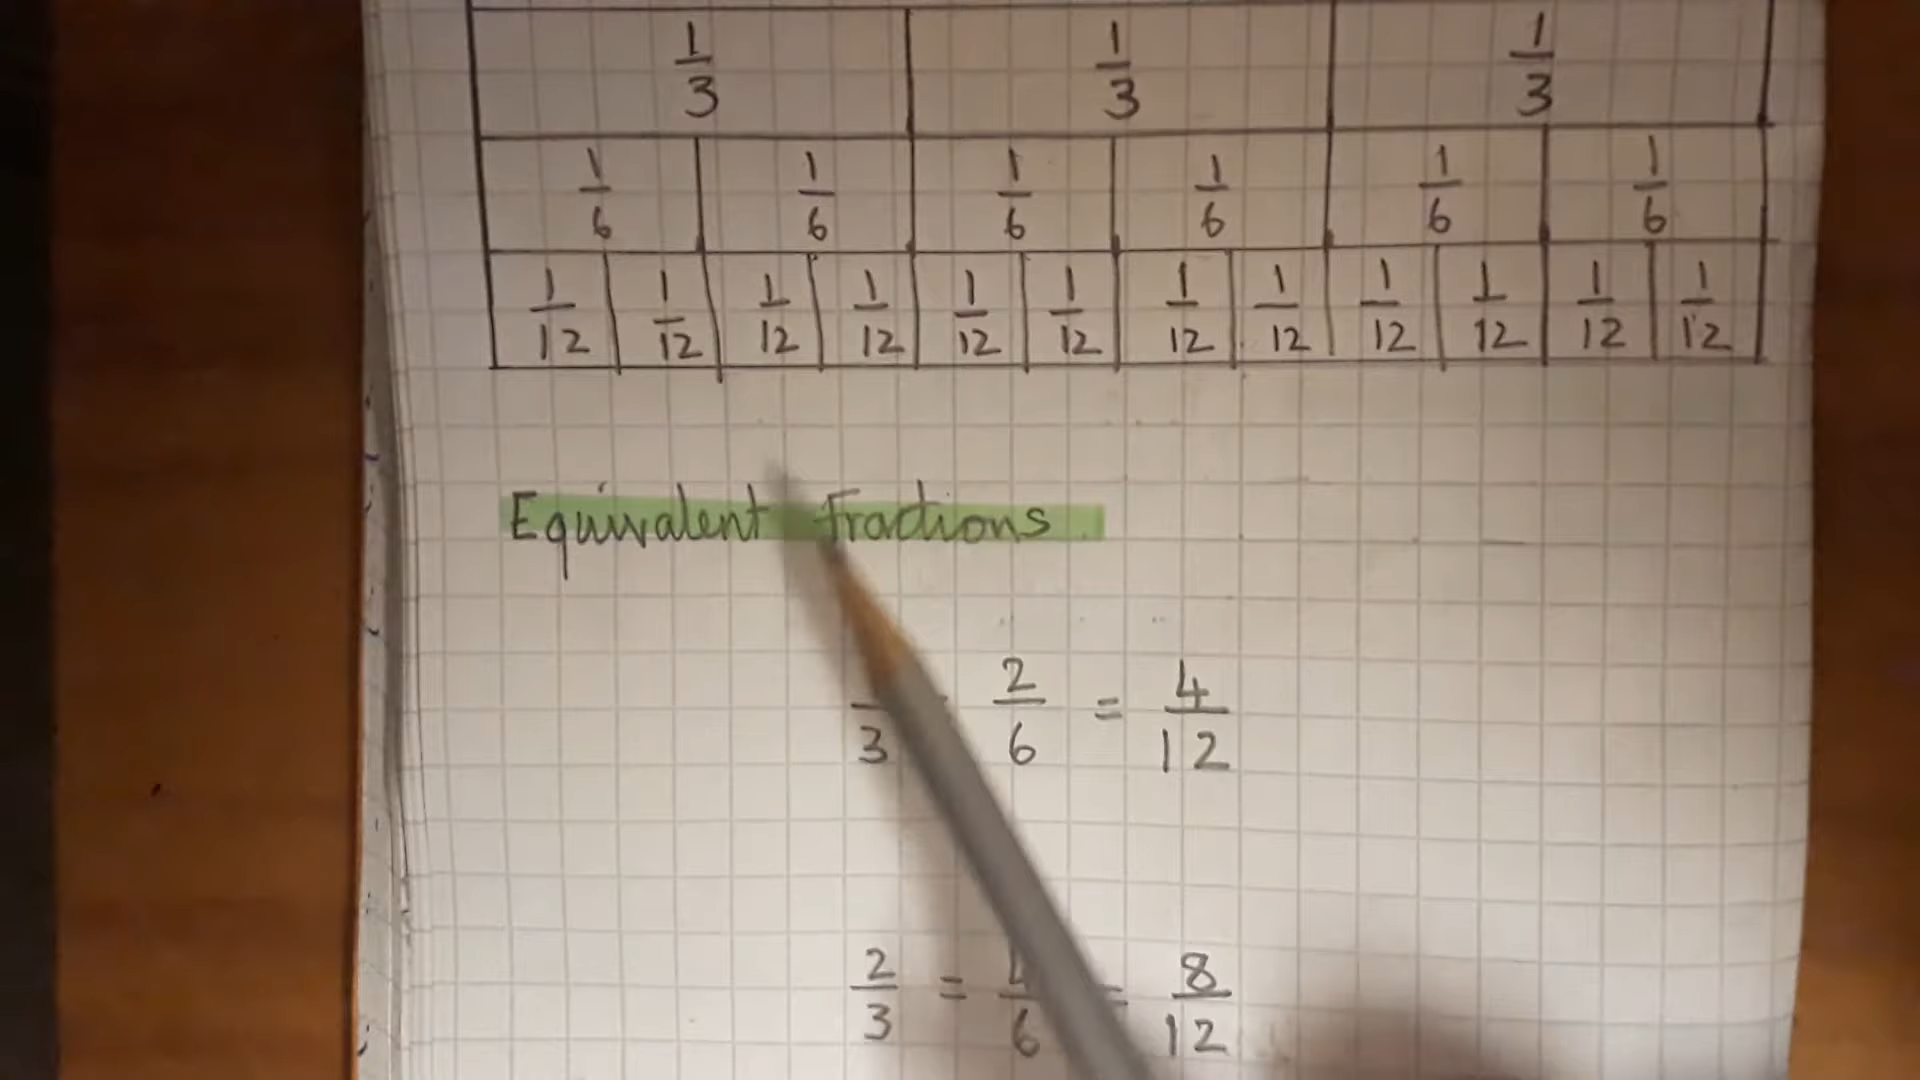 1/3 1/3 1/3
1/6 1/6 1/6 1/6 1/6 1/6
1/12 1/12 1/12 1/12 1/12 1/12 1/12 1/12 1/12 1/12 1/12 1/12
Equivalent Fractions
/3 2/6 = 4/12
2/3 = /6 = 8/12